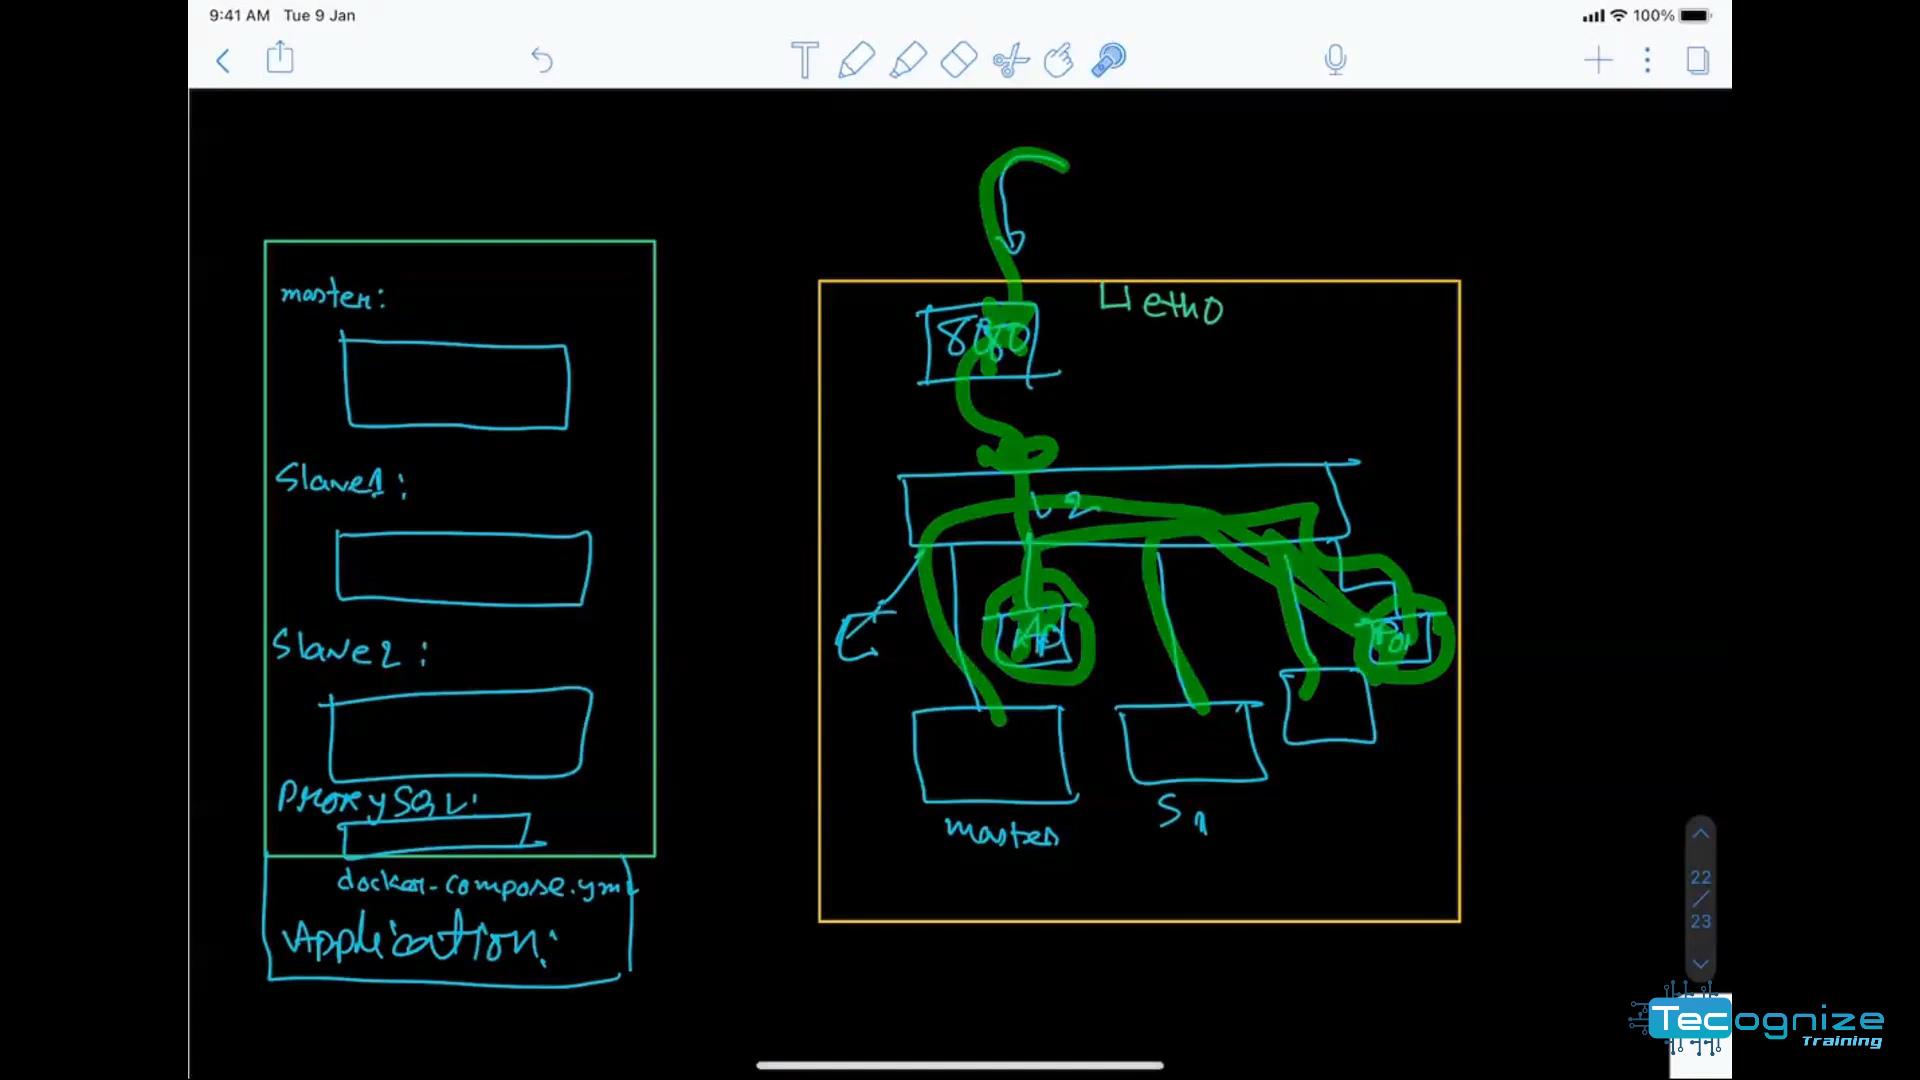 9:41 AM Tue 9 Jan
100%
T
eth0
master:
Slave1:
Slave2:
ProxySQL:
docker-compose.yml
Application:
master
S1
22
/
23
Tecognize
Training